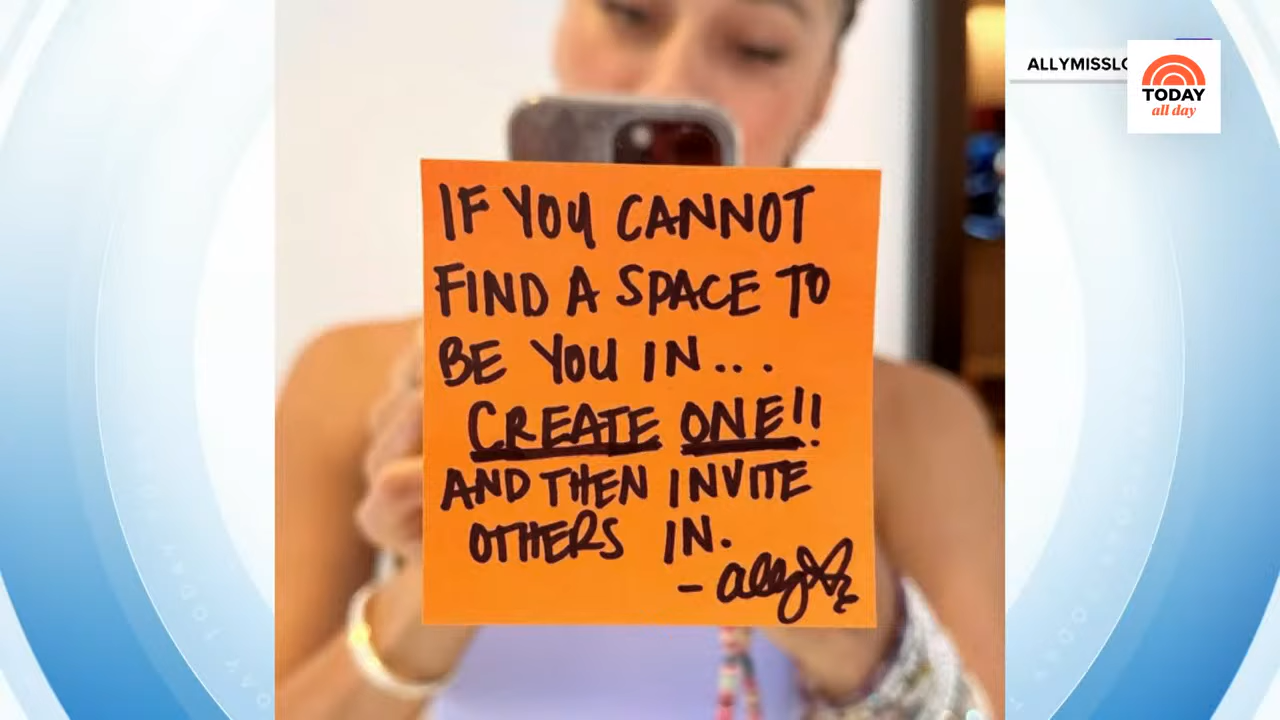 ALLYMISSLO
TODAY
all day
IF YOU CANNOT
FIND A SPACE TO
BE YOU IN...
CREATE ONE!!
AND THEN INVITE
OTHERS IN.
- ally